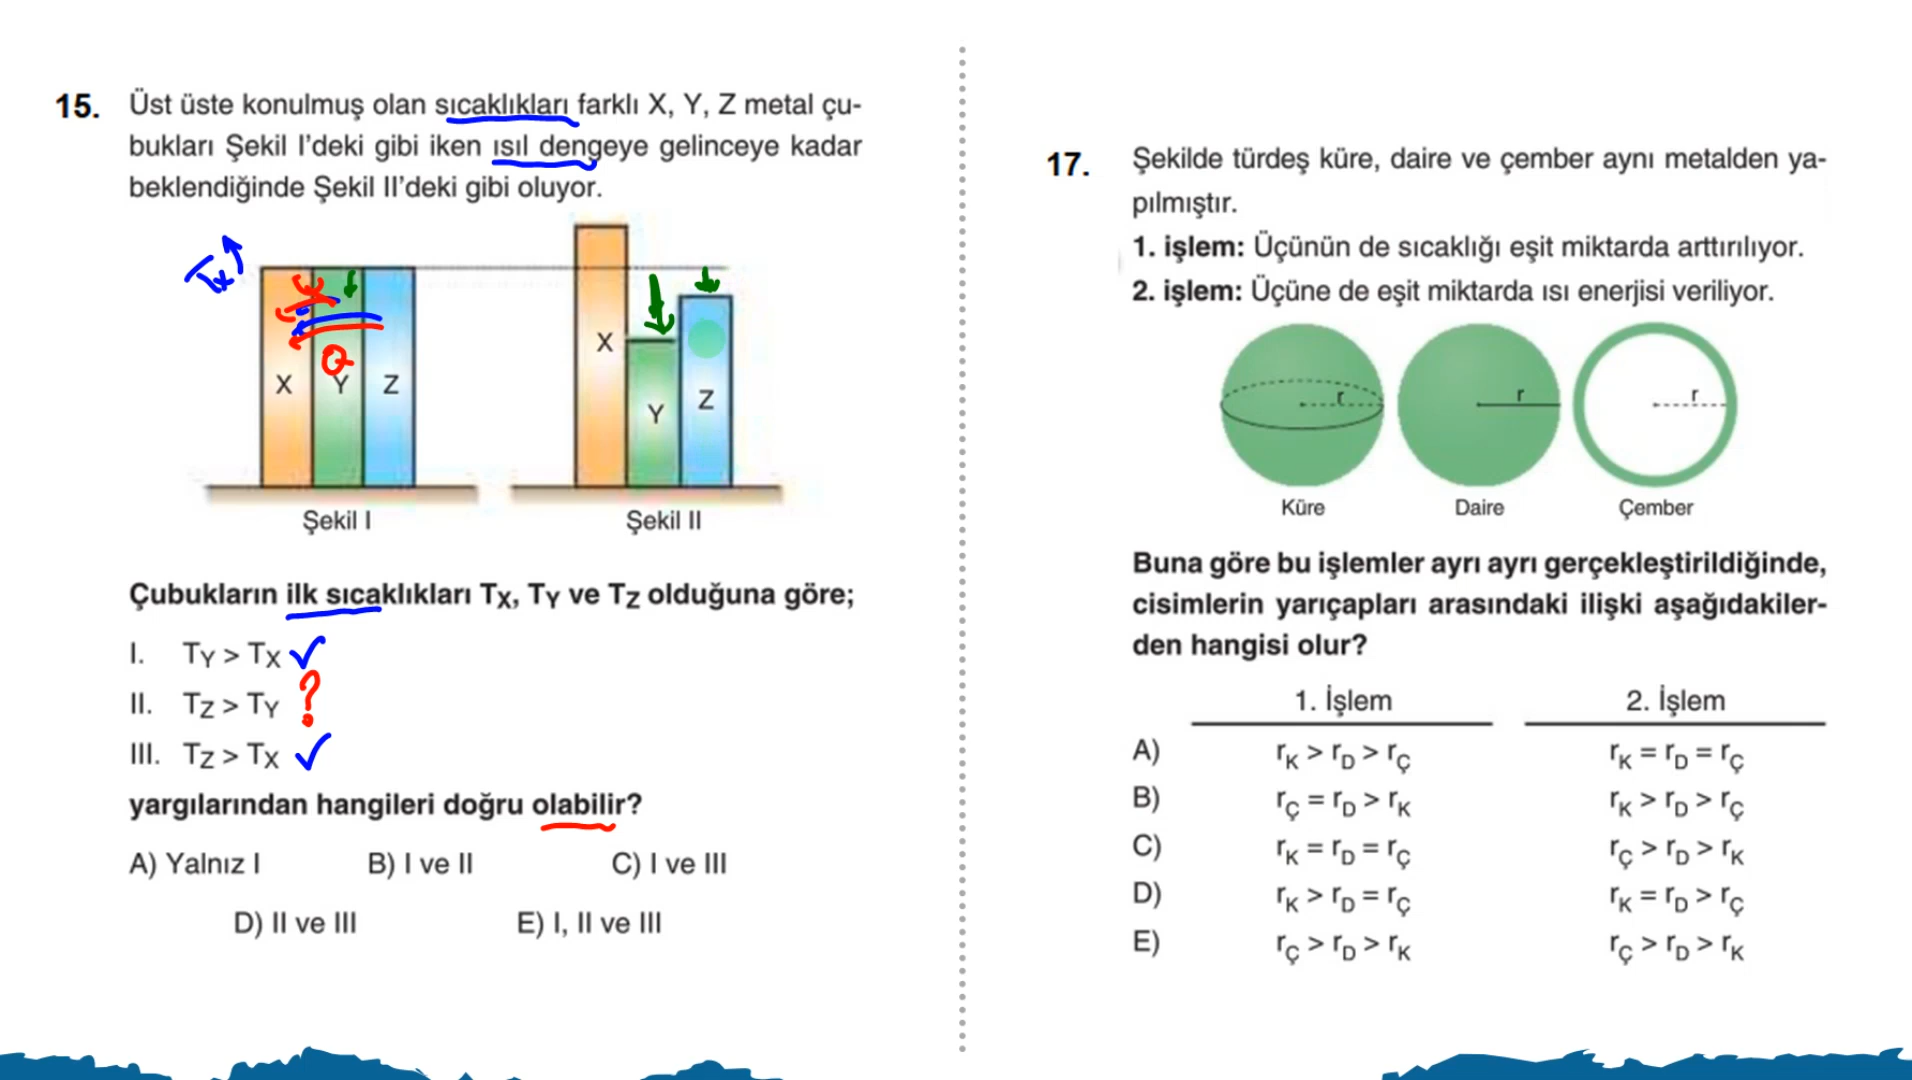 15. Üst üste konulmuş olan sıcaklıkları farklı X, Y, Z metal çu-
bukları Şekil I'deki gibi iken ısıl dengeye gelinceye kadar
beklendiğinde Şekil II'deki gibi oluyor.
Tx
Q
X Y Z
X
Y
Z
Şekil I
Şekil II
Çubukların ilk sıcaklıkları TX, TY ve TZ olduğuna göre;
I. TY > TX
II. TZ > TY ?
III. TZ > TX
yargılarından hangileri doğru olabilir?
A) Yalnız I B) I ve II C) I ve III
D) II ve III E) I, II ve III
17. Şekilde türdeş küre, daire ve çember aynı metalden ya-
pılmıştır.
1. işlem: Üçünün de sıcaklığı eşit miktarda arttırılıyor.
2. işlem: Üçüne de eşit miktarda ısı enerjisi veriliyor.
r r r
Küre Daire Çember
Buna göre bu işlemler ayrı ayrı gerçekleştirildiğinde,
cisimlerin yarıçapları arasındaki ilişki aşağıdakiler-
den hangisi olur?
1. İşlem 2. İşlem
A) rK > rD > rÇ rK = rD = rÇ
B) rÇ = rD > rK rK > rD > rÇ
C) rK = rD = rÇ rÇ > rD > rK
D) rK > rD = rÇ rK = rD > rÇ
E) rÇ > rD > rK rÇ > rD > rK